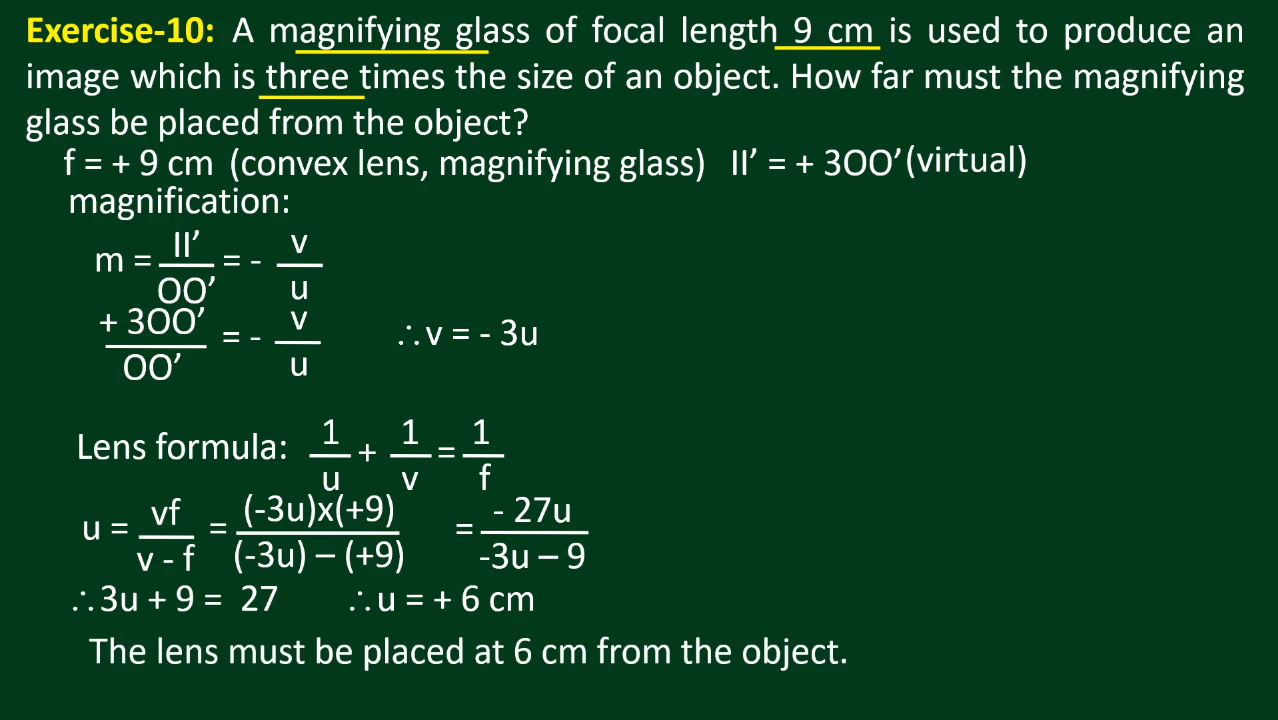 Exercise-10: A magnifying glass of focal length 9 cm is used to produce an
image which is three times the size of an object. How far must the magnifying
glass be placed from the object?
f = + 9 cm (convex lens, magnifying glass) II’ = + 3OO’ (virtual)
magnification:
m = II’/OO’ = - v/u
+ 3OO’/OO’ = - v/u ∴v = - 3u
Lens formula: 1/u + 1/v = 1/f
u = vf/v - f = (-3u)x(+9)/(-3u) – (+9) = - 27u/-3u – 9
∴3u + 9 = 27 ∴u = + 6 cm
The lens must be placed at 6 cm from the object.